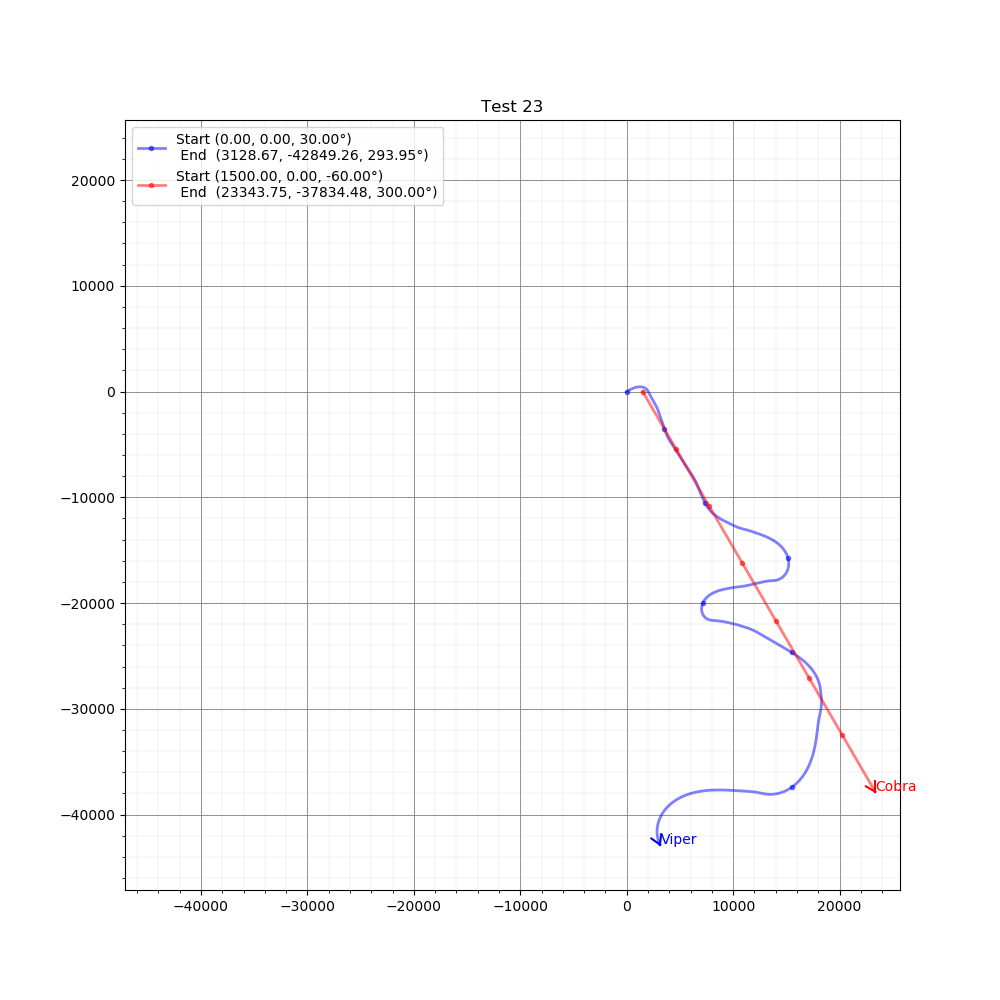 Test 23
Start (0.00, 0.00, 30.00°)
End (3128.67, -42849.26, 293.95°)
Start (1500.00, 0.00, -60.00°)
End (23343.75, -37834.48, 300.00°)
20000
10000
0
−10000
−20000
−30000
−40000
Cobra
Viper
−40000 −30000 −20000 −10000 0 10000 20000